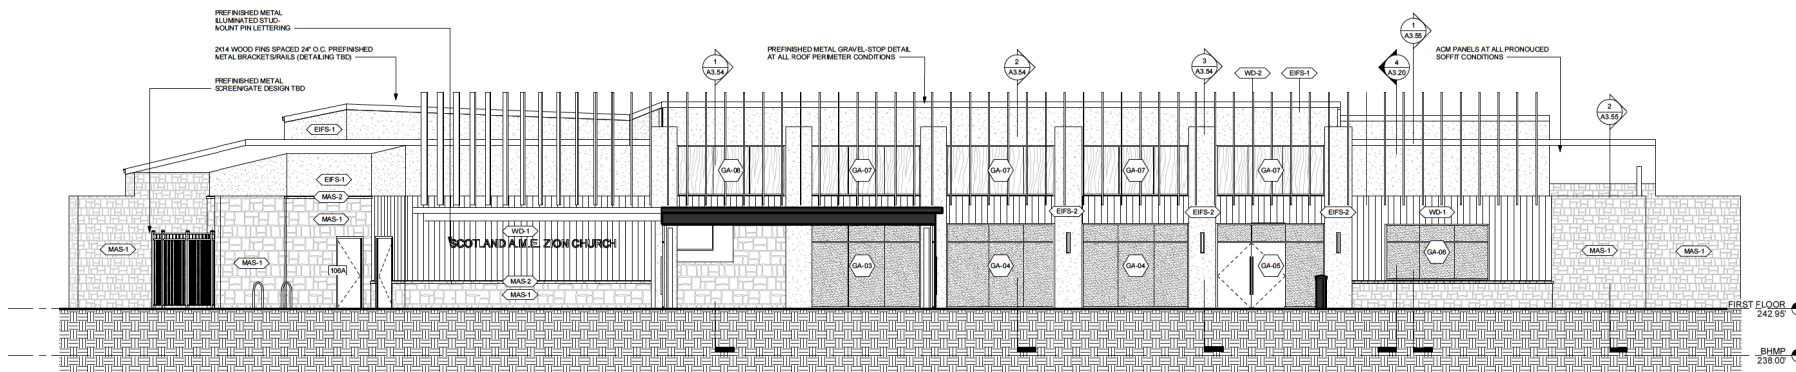 PREFINISHED METAL
ILLUMINATED STUD-
MOUNT PIN LETTERING
2X14 WOOD FINS SPACED 24" O.C. PREFINISHED
METAL BRACKETS/RAILS (DETAILING TBD)
PREFINISHED METAL
SCREEN/GATE DESIGN TBD
PREFINISHED METAL GRAVEL-STOP DETAIL
AT ALL ROOF PERIMETER CONDITIONS
ACM PANELS AT ALL PRONOUCED
SOFFIT CONDITIONS
1
A3.54
2
A3.54
3
A3.54
WD-2
EIFS-1
4
A3.20
1
A3.55
2
A3.55
EIFS-1
EIFS-1
MAS-2
MAS-1
GA-08
GA-07
GA-07
GA-07
GA-07
EIFS-2
EIFS-2
EIFS-2
WD-1
WD-1
SCOTLAND A.M.E. ZION CHURCH
MAS-1
MAS-1
106A
MAS-2
MAS-1
GA-03
GA-04
GA-04
GA-05
GA-06
MAS-1
MAS-1
FIRST FLOOR
242.95'
BHMP
238.00'